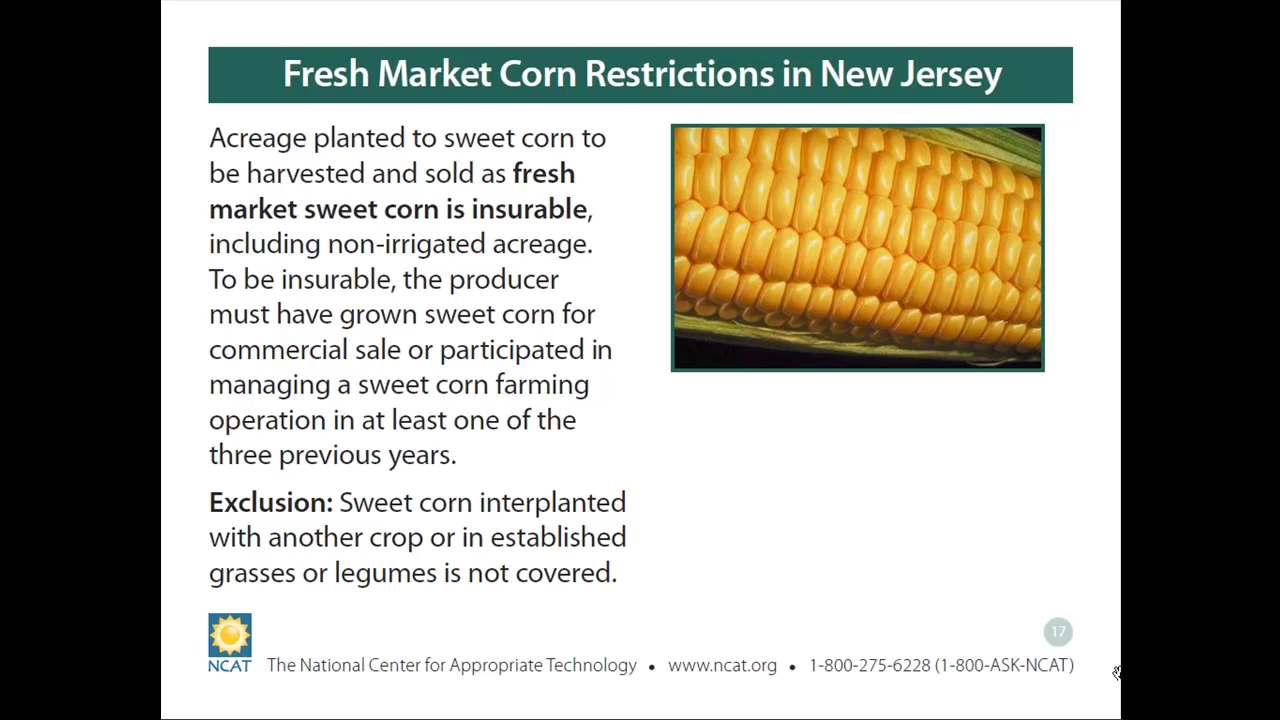 Fresh Market Corn Restrictions in New Jersey
Acreage planted to sweet corn to
be harvested and sold as fresh
market sweet corn is insurable,
including non-irrigated acreage.
To be insurable, the producer
must have grown sweet corn for
commercial sale or participated in
managing a sweet corn farming
operation in at least one of the
three previous years.
Exclusion: Sweet corn interplanted
with another crop or in established
grasses or legumes is not covered.
17
NCAT
The National Center for Appropriate Technology • www.ncat.org • 1-800-275-6228 (1-800-ASK-NCAT)